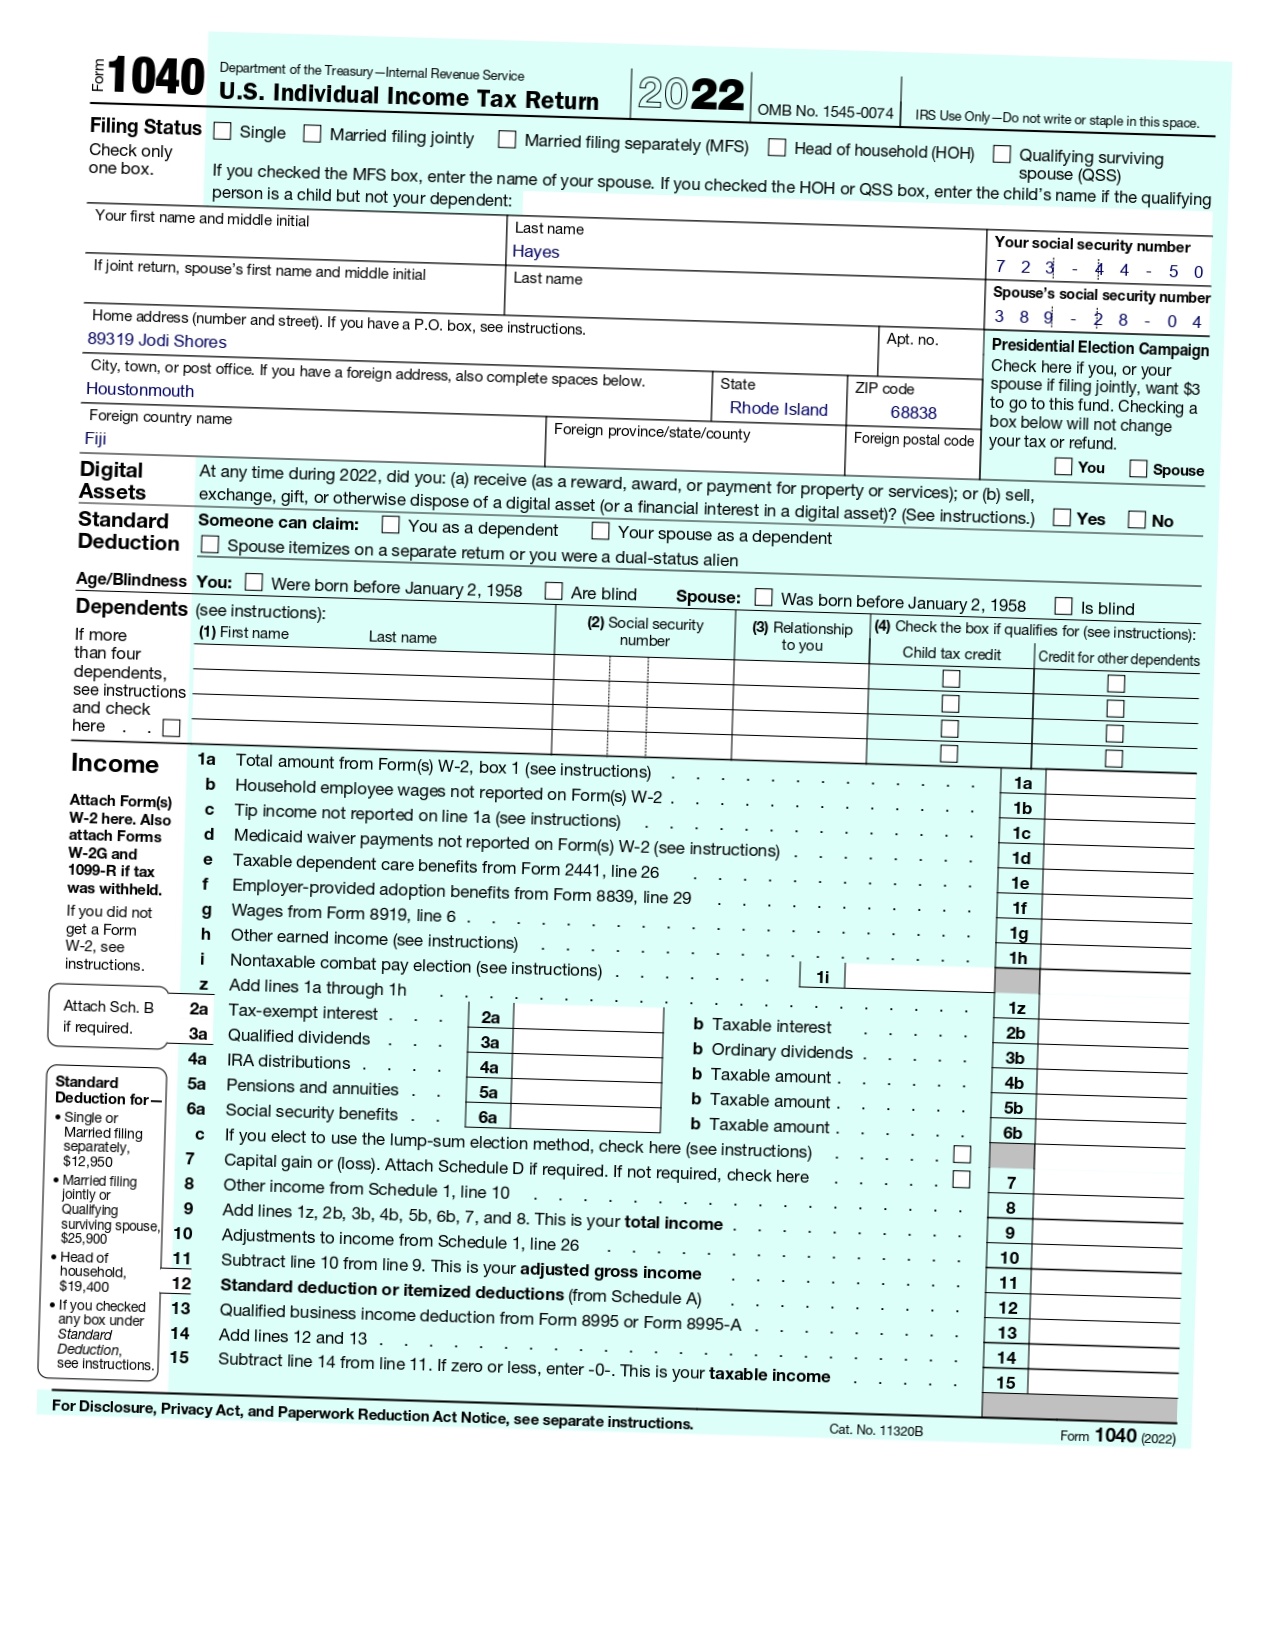 Form 1040 Department of the Treasury—Internal Revenue Service
U.S. Individual Income Tax Return 2022 OMB No. 1545-0074 IRS Use Only—Do not write or staple in this space.
Filing Status Single Married filing jointly Married filing separately (MFS) Head of household (HOH) Qualifying surviving spouse (QSS)
Check only one box.
If you checked the MFS box, enter the name of your spouse. If you checked the HOH or QSS box, enter the child's name if the qualifying
person is a child but not your dependent:
Your first name and middle initial Last name Your social security number
Hayes 7 2 3 - 4 4 - 5 0
If joint return, spouse's first name and middle initial Last name Spouse's social security number
3 8 9 - 2 8 - 0 4
Home address (number and street). If you have a P.O. box, see instructions. Apt. no.
89319 Jodi Shores
City, town, or post office. If you have a foreign address, also complete spaces below. State ZIP code
Houstonmouth Rhode Island 68838
Foreign country name Foreign province/state/county Foreign postal code
Fiji
Presidential Election Campaign
Check here if you, or your
spouse if filing jointly, want $3
to go to this fund. Checking a
box below will not change
your tax or refund.
You Spouse
Digital Assets
At any time during 2022, did you: (a) receive (as a reward, award, or payment for property or services); or (b) sell,
exchange, gift, or otherwise dispose of a digital asset (or a financial interest in a digital asset)? (See instructions.) Yes No
Standard Deduction
Someone can claim: You as a dependent Your spouse as a dependent
Spouse itemizes on a separate return or you were a dual-status alien
Age/Blindness You: Were born before January 2, 1958 Are blind Spouse: Was born before January 2, 1958 Is blind
Dependents (see instructions):
(1) First name Last name (2) Social security number (3) Relationship to you (4) Check the box if qualifies for (see instructions):
Child tax credit Credit for other dependents
If more
than four
dependents,
see instructions
and check
here . .
Income
Attach Form(s)
W-2 here. Also
attach Forms
W-2G and
1099-R if tax
was withheld.
If you did not
get a Form
W-2, see
instructions.
1a Total amount from Form(s) W-2, box 1 (see instructions) 1a
b Household employee wages not reported on Form(s) W-2 1b
c Tip income not reported on line 1a (see instructions) 1c
d Medicaid waiver payments not reported on Form(s) W-2 (see instructions) 1d
e Taxable dependent care benefits from Form 2441, line 26 1e
f Employer-provided adoption benefits from Form 8839, line 29 1f
g Wages from Form 8919, line 6 1g
h Other earned income (see instructions) 1h
i Nontaxable combat pay election (see instructions) 1i
z Add lines 1a through 1h 1z
Attach Sch. B
if required.
2a Tax-exempt interest 2a b Taxable interest 2b
3a Qualified dividends 3a b Ordinary dividends 3b
4a IRA distributions 4a b Taxable amount 4b
5a Pensions and annuities 5a b Taxable amount 5b
6a Social security benefits 6a b Taxable amount 6b
c If you elect to use the lump-sum election method, check here (see instructions)
7 Capital gain or (loss). Attach Schedule D if required. If not required, check here 7
8 Other income from Schedule 1, line 10 8
9 Add lines 1z, 2b, 3b, 4b, 5b, 6b, 7, and 8. This is your total income 9
10 Adjustments to income from Schedule 1, line 26 10
11 Subtract line 10 from line 9. This is your adjusted gross income 11
12 Standard deduction or itemized deductions (from Schedule A) 12
13 Qualified business income deduction from Form 8995 or Form 8995-A 13
14 Add lines 12 and 13 14
15 Subtract line 14 from line 11. If zero or less, enter -0-. This is your taxable income 15
Standard
Deduction for—
• Single or
Married filing
separately,
$12,950
• Married filing
jointly or
Qualifying
surviving spouse,
$25,900
• Head of
household,
$19,400
• If you checked
any box under
Standard
Deduction,
see instructions.
For Disclosure, Privacy Act, and Paperwork Reduction Act Notice, see separate instructions. Cat. No. 11320B Form 1040 (2022)